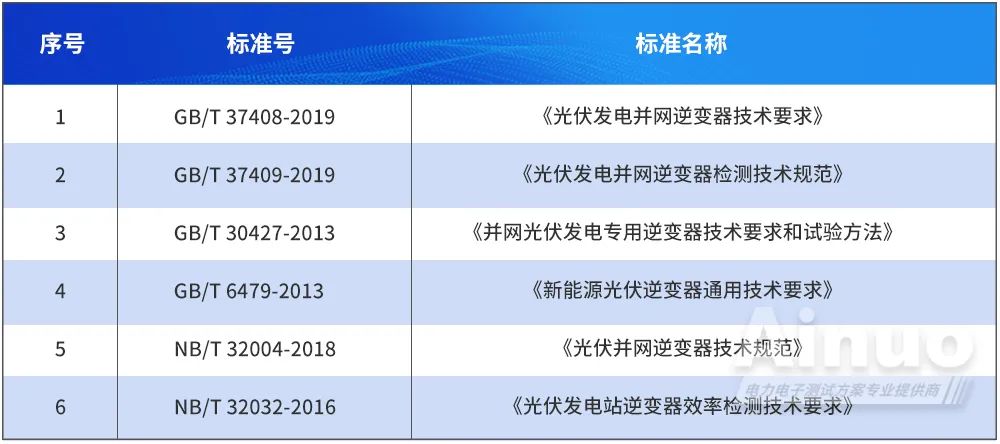 序号 标准号 标准名称
1 GB/T 37408-2019 《光伏发电并网逆变器技术要求》
2 GB/T 37409-2019 《光伏发电并网逆变器检测技术规范》
3 GB/T 30427-2013 《并网光伏发电专用逆变器技术要求和试验方法》
4 GB/T 6479-2013 《新能源光伏逆变器通用技术要求》
5 NB/T 32004-2018 《光伏并网逆变器技术规范》
Ainuo
电力电子测试方案专业提供商
6 NB/T 32032-2016 《光伏发电站逆变器效率检测技术要求》